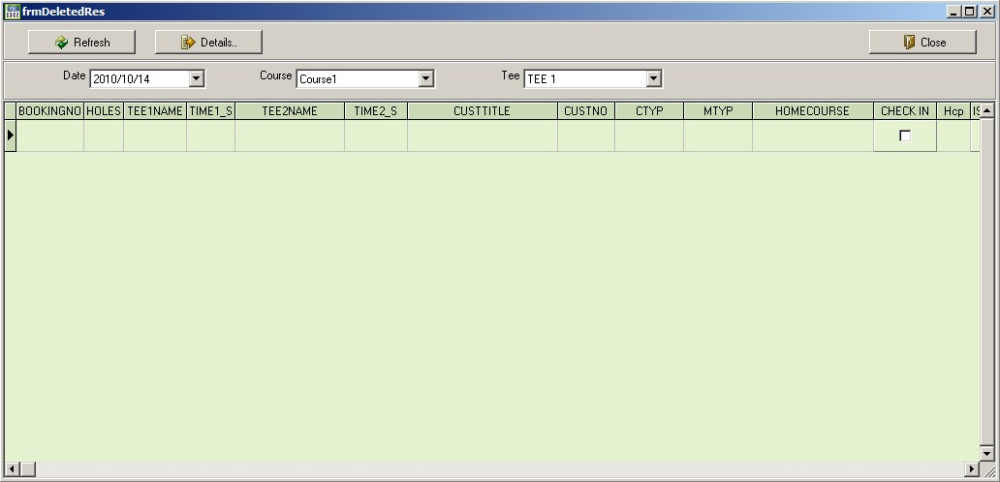 frmDeletedRes
Refresh Details.. Close
Date 2010/10/14 Course Course1 Tee TEE 1
BOOKINGNO HOLES TEE1NAME TIME1_S TEE2NAME TIME2_S CUSTTITLE CUSTNO CTYP MTYP HOMECOURSE CHECK IN Hcp IS